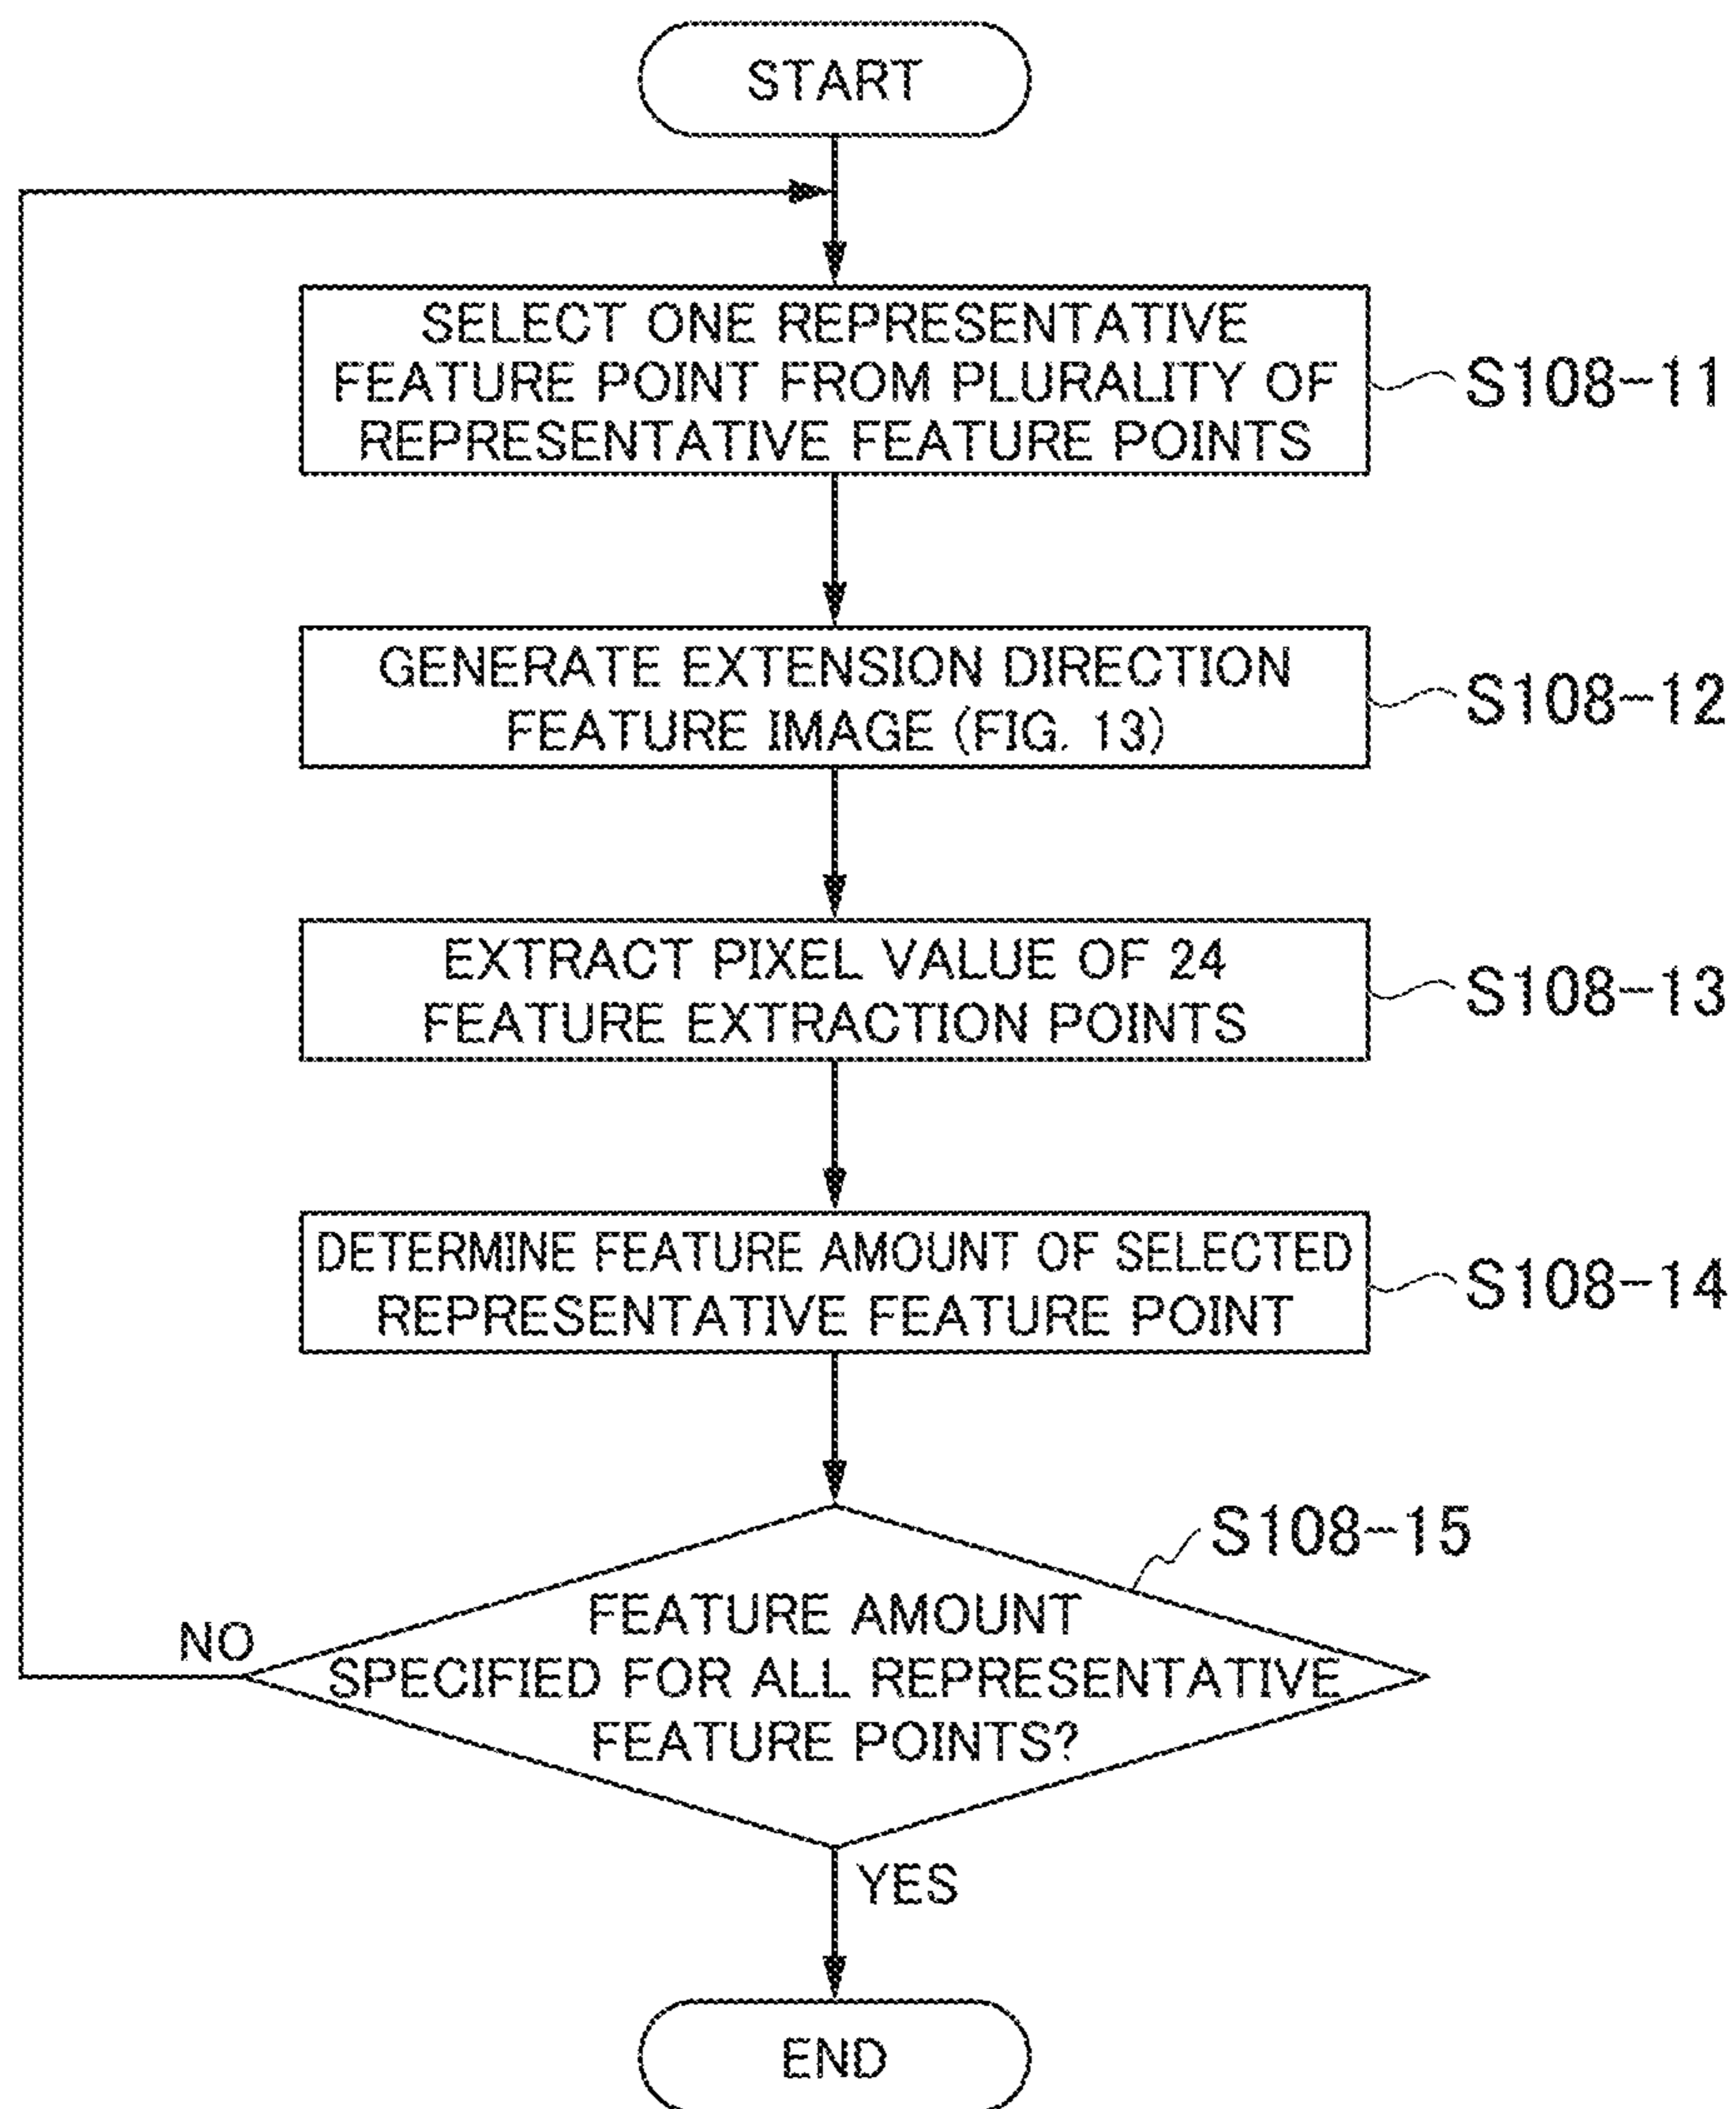 START
SELECT ONE REPRESENTATIVE
FEATURE POINT FROM PLURALITY OF
REPRESENTATIVE FEATURE POINTS
S108-11
GENERATE EXTENSION DIRECTION
FEATURE IMAGE (FIG. 13)
S108-12
EXTRACT PIXEL VALUE OF 24
FEATURE EXTRACTION POINTS
S108-13
DETERMINE FEATURE AMOUNT OF SELECTED
REPRESENTATIVE FEATURE POINT
S108-14
S108-15
FEATURE AMOUNT
SPECIFIED FOR ALL REPRESENTATIVE
FEATURE POINTS?
NO
YES
END